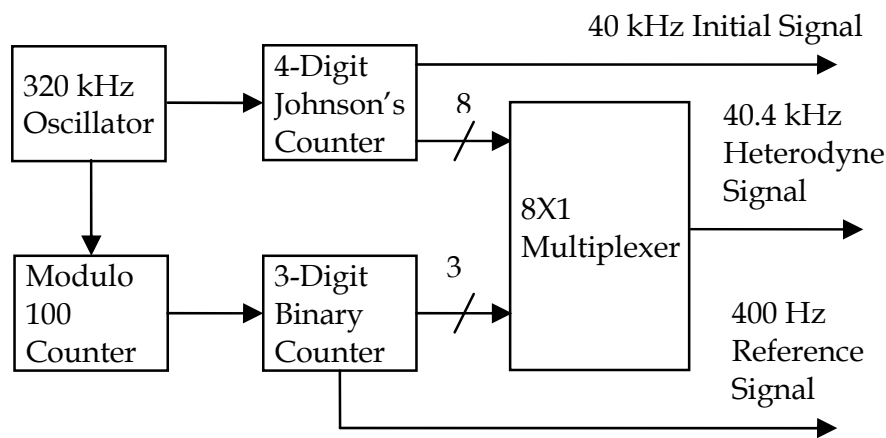 40 kHz Initial Signal
320 kHz
Oscillator
4-Digit
Johnson's
Counter
8
40.4 kHz
Heterodyne
Signal
8X1
Multiplexer
Modulo
100
Counter
3-Digit
Binary
Counter
3
400 Hz
Reference
Signal